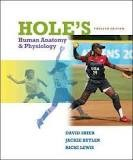 HOLE'S
TWELFTH EDITION
Human Anatomy
& Physiology
DAVID SHIER
JACKIE BUTLER
RICKI LEWIS